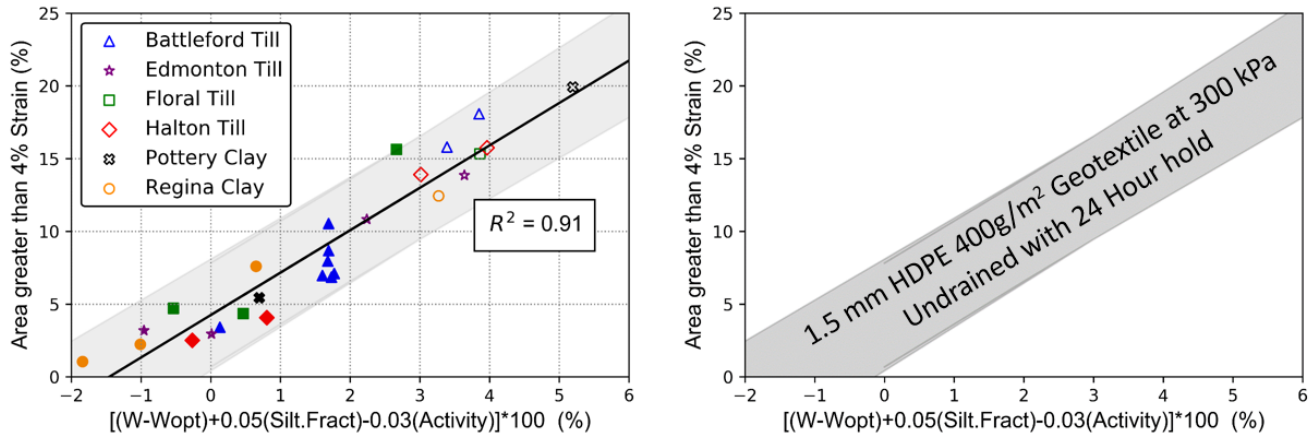 Area greater than 4% Strain (%)
25
20
15
10
5
0
Battleford Till
Edmonton Till
Floral Till
Halton Till
Pottery Clay
Regina Clay
R² = 0.91
−2 −1 0 1 2 3 4 5 6
[(W-Wopt)+0.05(Silt.Fract)-0.03(Activity)]*100 (%)
Area greater than 4% Strain (%)
25
20
15
10
5
0
1.5 mm HDPE 400g/m² Geotextile at 300 kPa
Undrained with 24 Hour hold
−2 −1 0 1 2 3 4 5 6
[(W-Wopt)+0.05(Silt.Fract)-0.03(Activity)]*100 (%)